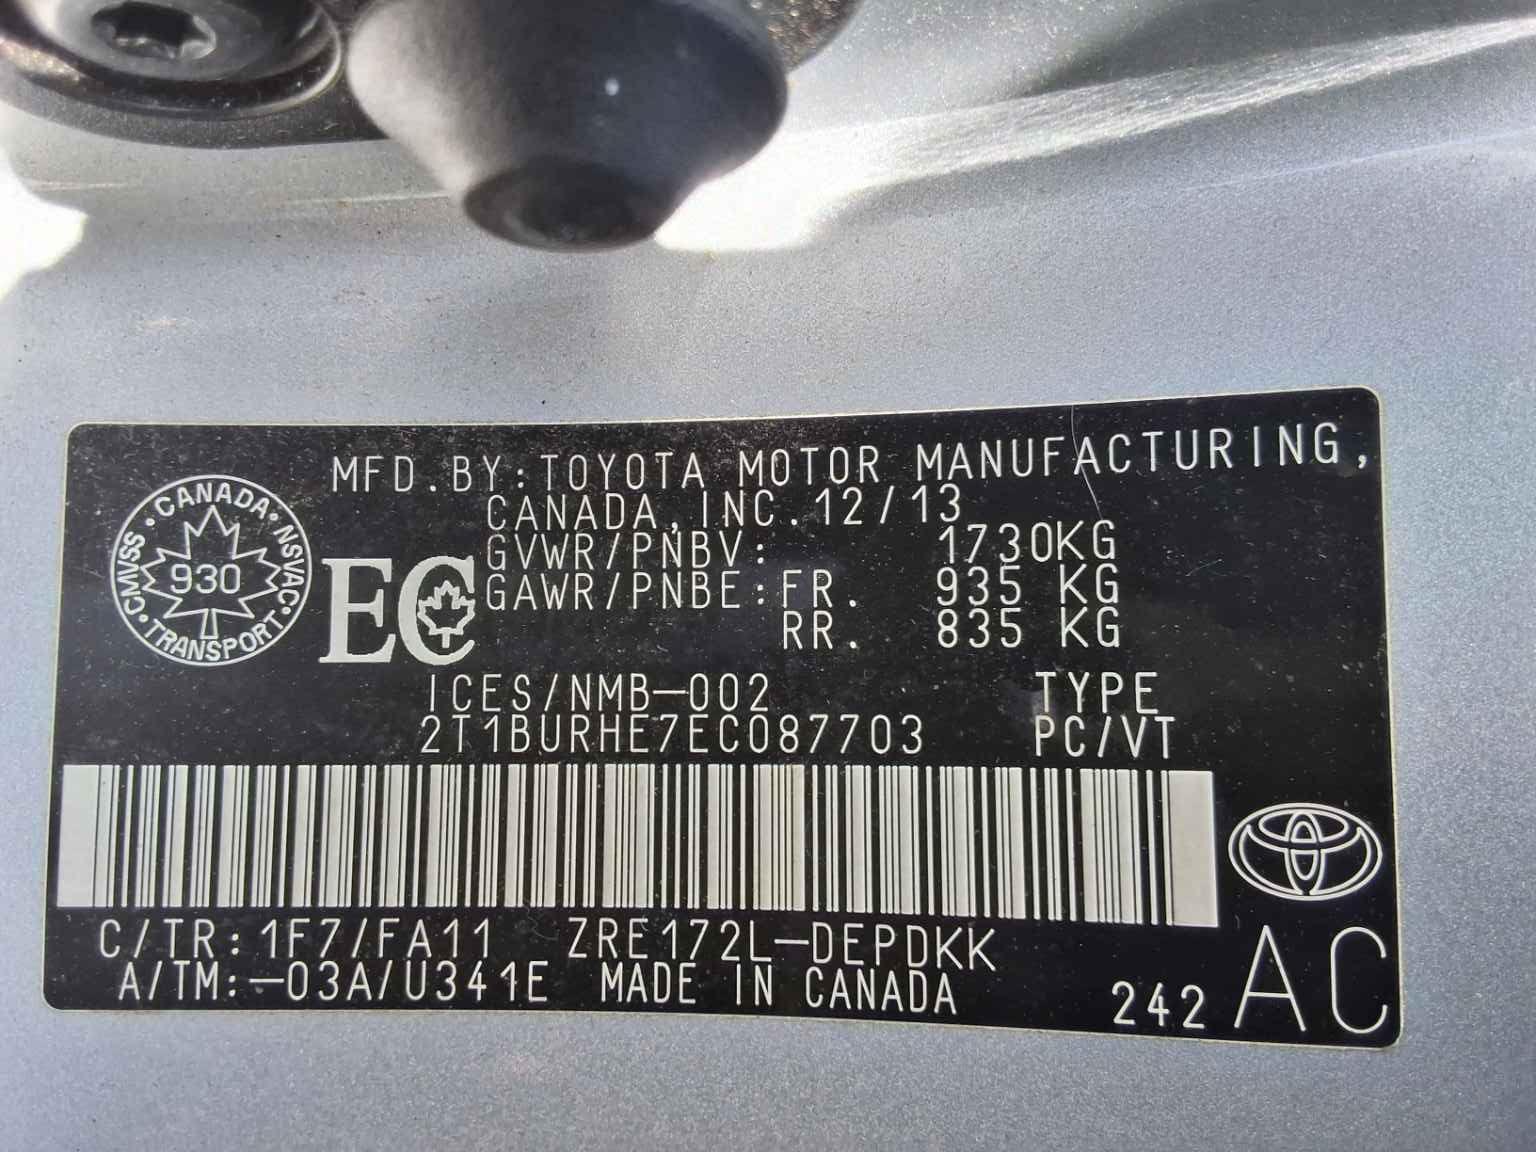 MFD. BY: TOYOTA MOTOR MANUFACTURING,
CANADA, INC. 12/13
GVWR/PNBV: 1730KG
GAWR/PNBE: FR. 935 KG
RR. 835 KG
CANADA · NSVAC · TRANSPORT · CMVSS
930
EC
ICES/NMB-002 TYPE
2T1BURHE7EC087703 PC/VT
C/TR: 1F7/FA11 ZRE172L-DEPDKK
A/TM: -03A/U341E MADE IN CANADA
242 AC